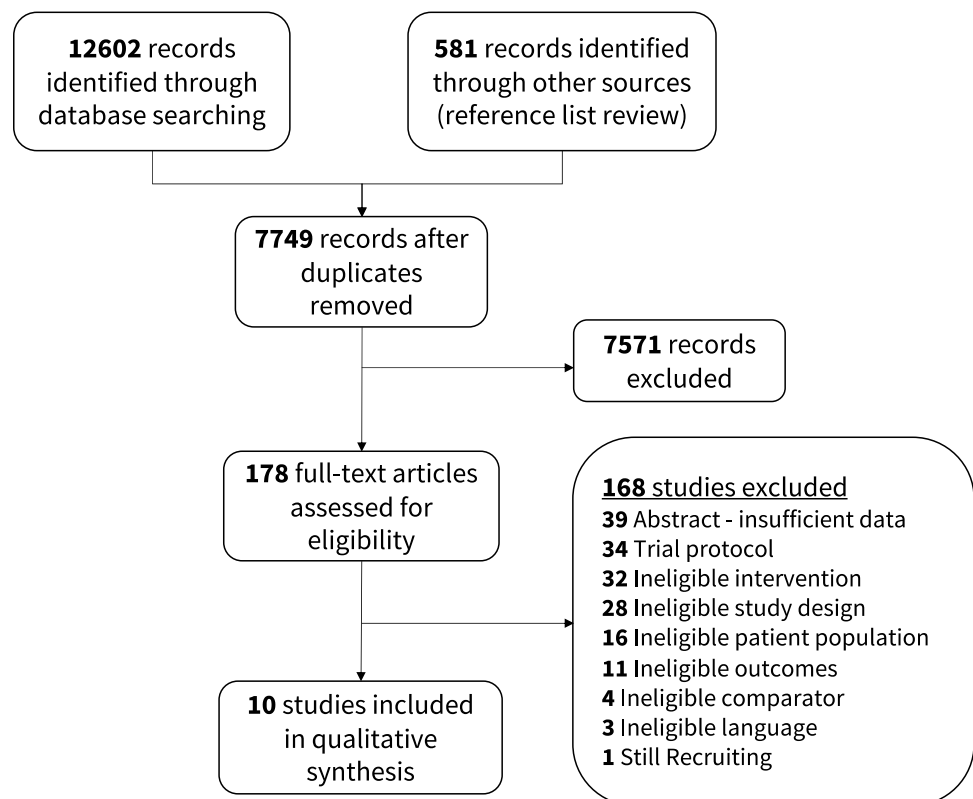 12602 records
identified through
database searching
581 records identified
through other sources
(reference list review)
7749 records after
duplicates
removed
7571 records
excluded
178 full-text articles
assessed for
eligibility
168 studies excluded
39 Abstract - insufficient data
34 Trial protocol
32 Ineligible intervention
28 Ineligible study design
16 Ineligible patient population
11 Ineligible outcomes
4 Ineligible comparator
3 Ineligible language
1 Still Recruiting
10 studies included
in qualitative
synthesis